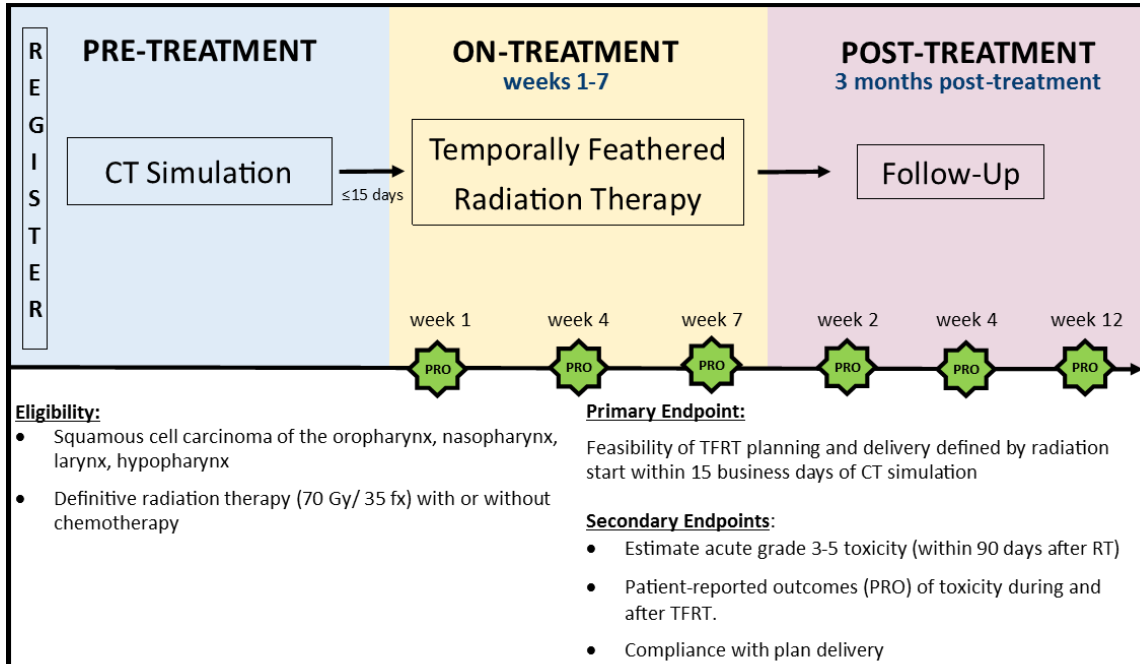 REGISTER
PRE-TREATMENT
CT Simulation
≤15 days
ON-TREATMENT
weeks 1-7
Temporally Feathered
Radiation Therapy
POST-TREATMENT
3 months post-treatment
Follow-Up
week 1
week 4
week 7
week 2
week 4
week 12
PRO
PRO
PRO
PRO
PRO
PRO
Eligibility:
• Squamous cell carcinoma of the oropharynx, nasopharynx,
larynx, hypopharynx
• Definitive radiation therapy (70 Gy/ 35 fx) with or without
chemotherapy
Primary Endpoint:
Feasibility of TFRT planning and delivery defined by radiation
start within 15 business days of CT simulation
Secondary Endpoints:
• Estimate acute grade 3-5 toxicity (within 90 days after RT)
• Patient-reported outcomes (PRO) of toxicity during and
after TFRT.
• Compliance with plan delivery